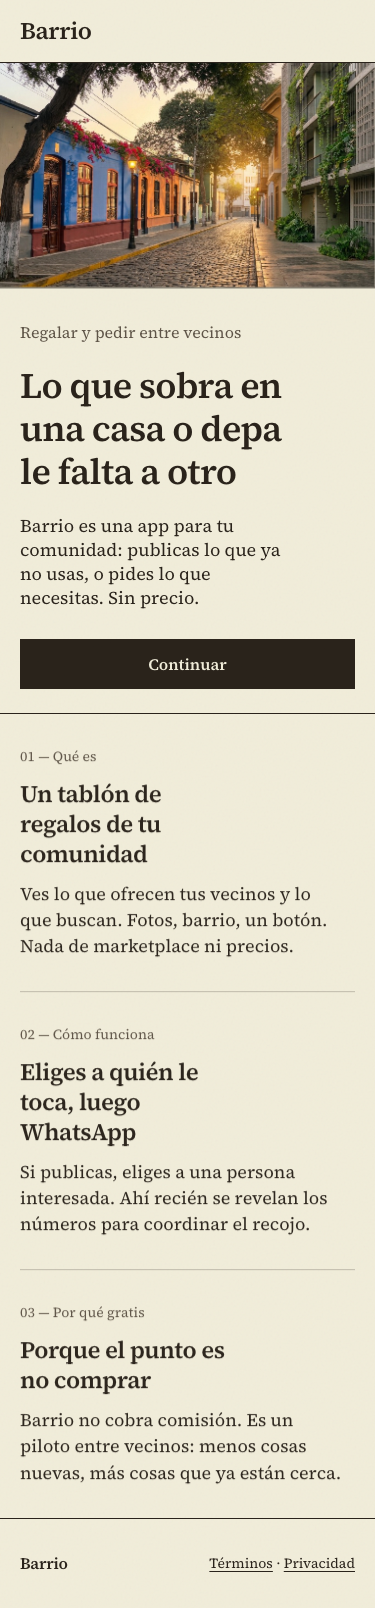 Barrio
Regalar y pedir entre vecinos
Lo que sobra en
una casa o depa
le falta a otro
Barrio es una app para tu
comunidad: publicas lo que ya
no usas, o pides lo que
necesitas. Sin precio.
Continuar
01 — Qué es
Un tablón de
regalos de tu
comunidad
Ves lo que ofrecen tus vecinos y lo
que buscan. Fotos, barrio, un botón.
Nada de marketplace ni precios.
02 — Cómo funciona
Eliges a quién le
toca, luego
WhatsApp
Si publicas, eliges a una persona
interesada. Ahí recién se revelan los
números para coordinar el recojo.
03 — Por qué gratis
Porque el punto es
no comprar
Barrio no cobra comisión. Es un
piloto entre vecinos: menos cosas
nuevas, más cosas que ya están cerca.
Barrio
Términos · Privacidad